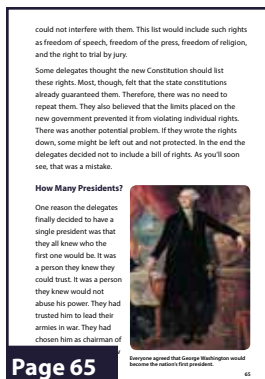 could not interfere with them. This list would include such rights
as freedom of speech, freedom of the press, freedom of religion,
and the right to trial by jury.
Some delegates thought the new Constitution should list
these rights. Most, though, felt that the state constitutions
already guaranteed them. Therefore, there was no need to
repeat them. They also believed that the limits placed on the
new government prevented it from violating individual rights.
There was another potential problem. If they wrote the rights
down, some might be left out and not protected. In the end the
delegates decided not to include a bill of rights. As you'll soon
see, that was a mistake.
How Many Presidents?
One reason the delegates
finally decided to have a
single president was that
they all knew who the
first one would be. It was
a person they knew they
could trust. It was a person
they knew would not
abuse his power. They had
trusted him to lead their
armies in war. They had
chosen him as chairman of
Everyone agreed that George Washington would
become the nation's first president.
65
Page 65